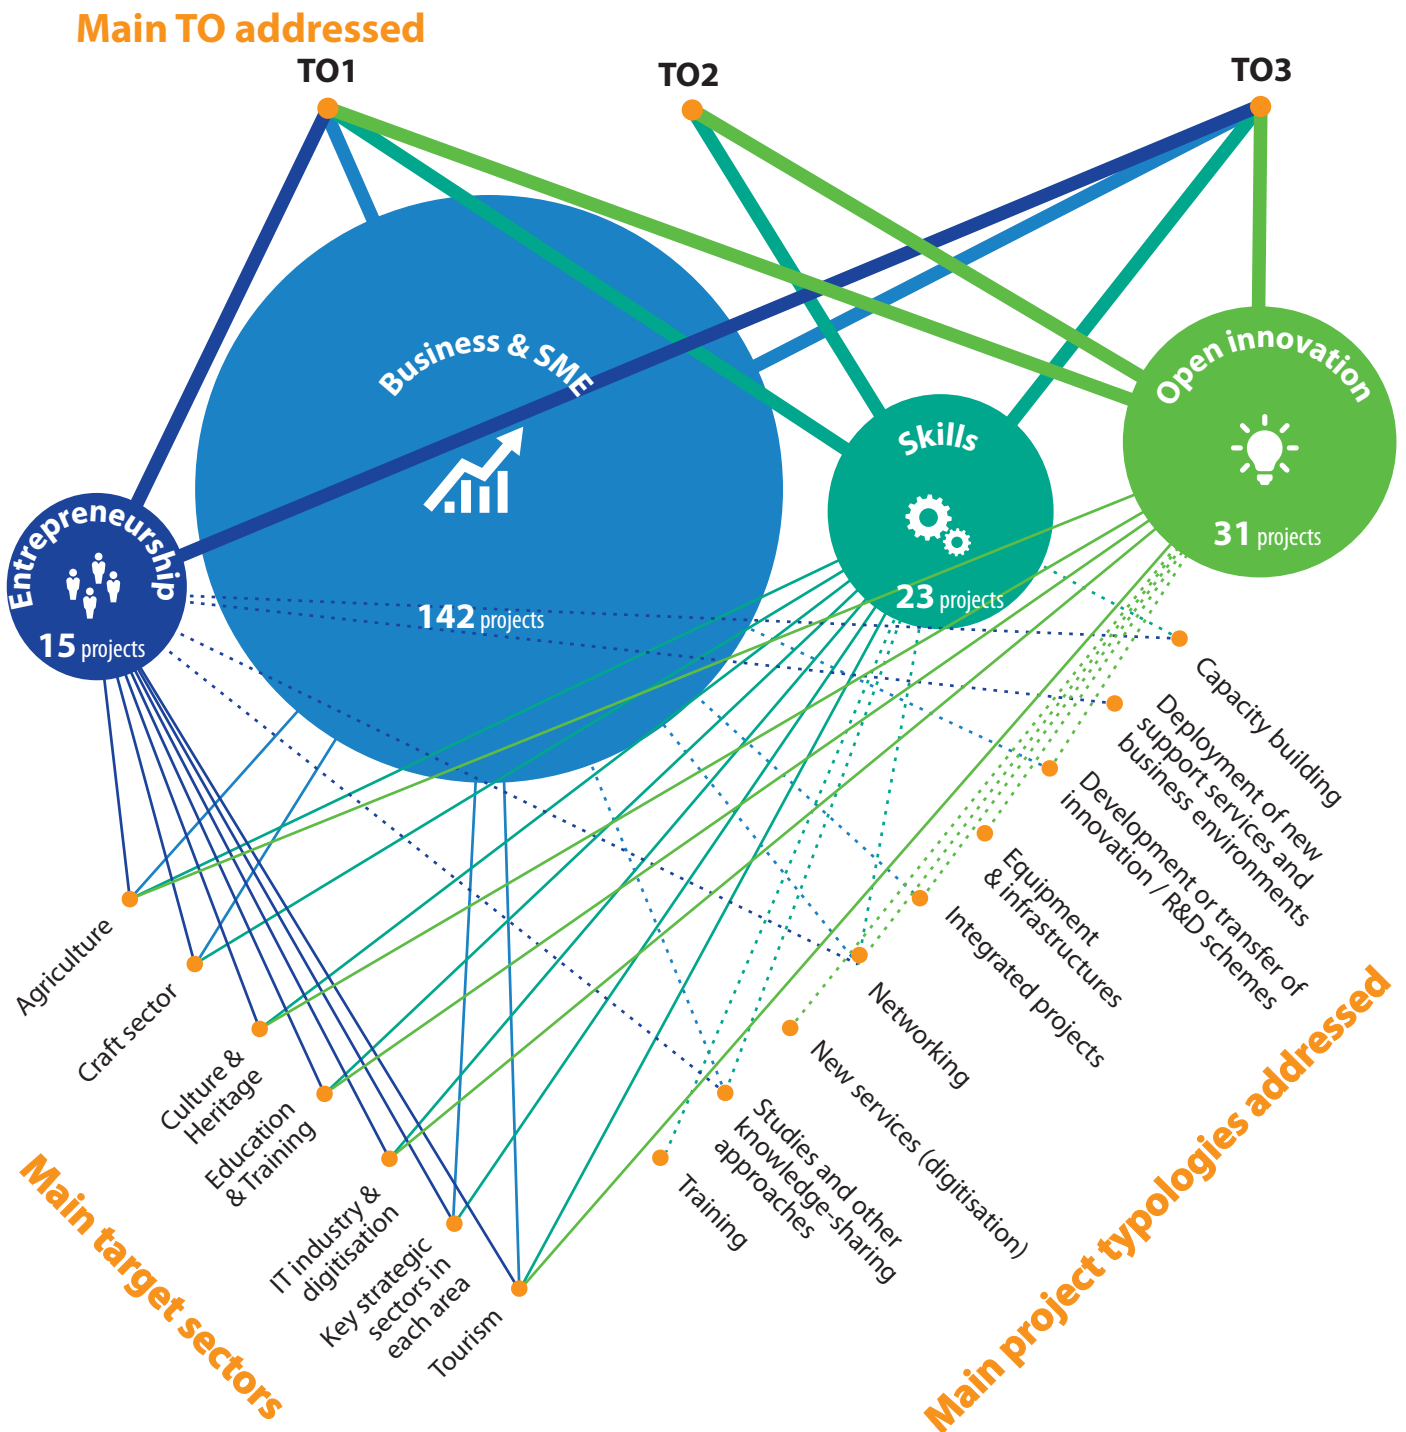 Main TO addressed
TO1
TO2
TO3
Business & SME
142 projects
Open innovation
31 projects
Skills
23 projects
Entrepreneurship
15 projects
Agriculture
Craft sector
Culture &
Heritage
Education
& Training
IT industry &
digitisation
Key strategic
sectors in
each area
Tourism
Main target sectors
Capacity building
Deployment of new
support services and
business environments
Development or transfer of
innovation / R&D schemes
Equipment
& infrastructures
Integrated projects
Networking
New services (digitisation)
Studies and other
knowledge-sharing
approaches
Training
Main project typologies addressed